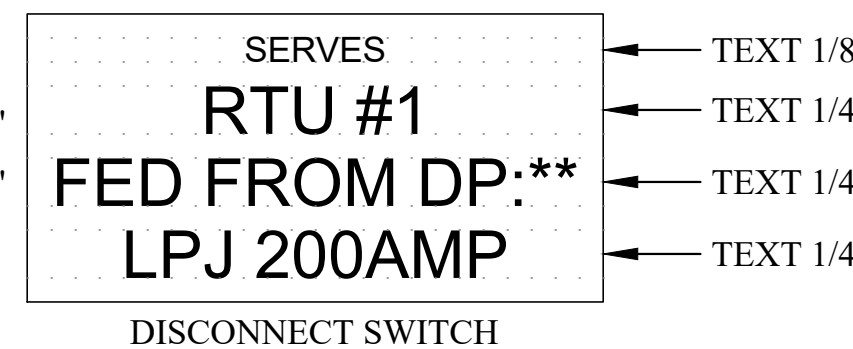 SERVES
TEXT 1/8
RTU #1
TEXT 1/4
FED FROM DP:**
TEXT 1/4
LPJ 200AMP
TEXT 1/4
DISCONNECT SWITCH